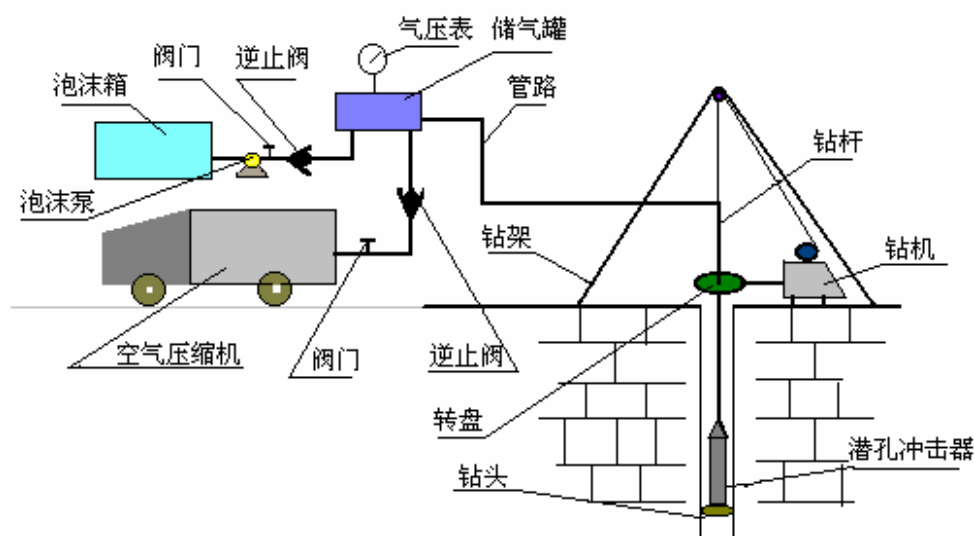 气压表
储气罐
阀门
逆止阀
泡沫箱
管路
钻杆
泡沫泵
钻架
钻机
空气压缩机
阀门
逆止阀
转盘
潜孔冲击器
钻头